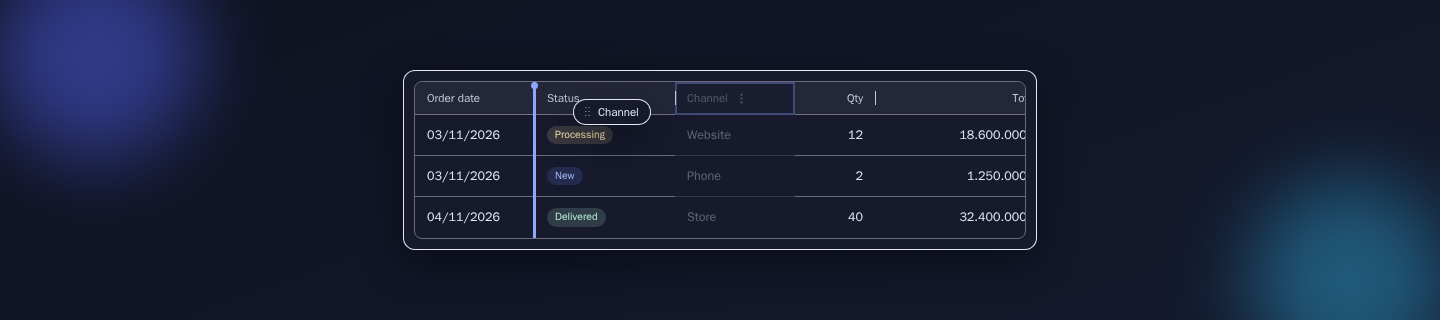 Order date Status Channel Qty To
Channel
03/11/2026 Processing Website 12 18.600.000
03/11/2026 New Phone 2 1.250.000
04/11/2026 Delivered Store 40 32.400.000